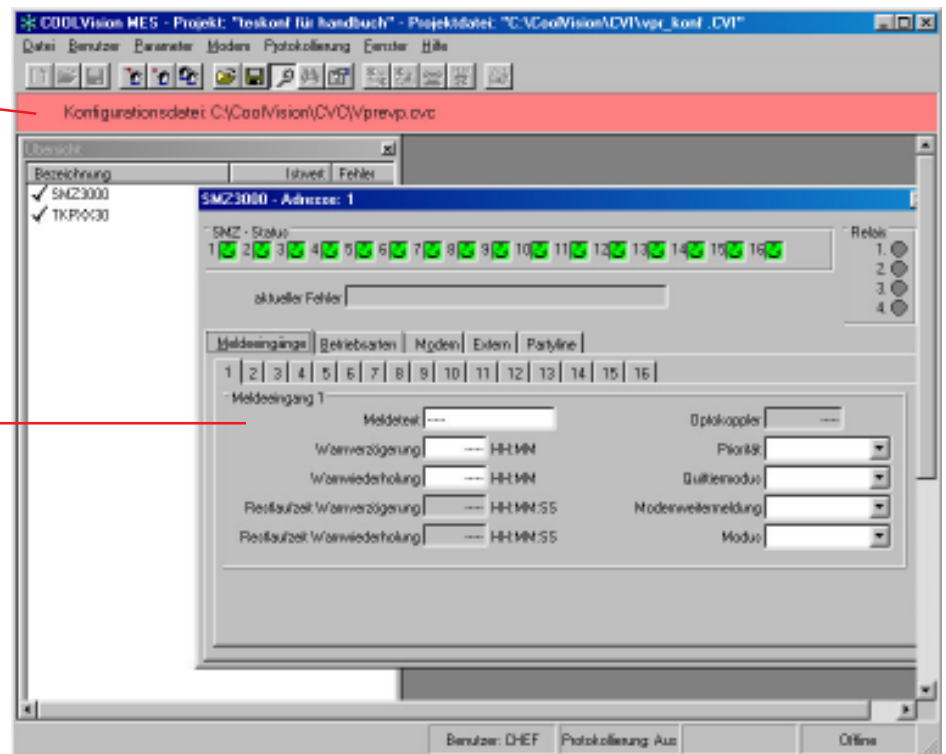 COOLVision MES - Projekt: "teskonf für handbuch" - Projektdatei: "C:\CoolVision\CVI\vpr_konf .CVI"
Datei Benutzer Parameter Modem Protokollierung Fenster Hilfe
Konfigurationsdatei: C:\CoolVision\CVC\Vprevp.cvc
Übersicht
Bezeichnung Istwert Fehler
SMZ3000
TKPXX30
SMZ3000 - Adresse: 1
SMZ - Status
1 2 3 4 5 6 7 8 9 10 11 12 13 14 15 16
Relais
1.
2.
3.
4.
aktueller Fehler
Meldeeingänge Betriebsarten Modem Extern Partyline
1 2 3 4 5 6 7 8 9 10 11 12 13 14 15 16
Meldeeingang 1
Meldetext ---- Optokoppler ----
Warnverzögerung ---- HH:MM Priorität
Warnwiederholung ---- HH:MM Quittiermodus
Restlaufzeit Warnverzögerung ---- HH:MM:SS Modemweitermeldung
Restlaufzeit Warnwiederholung ---- HH:MM:SS Modus
Benutzer: CHEF Protokollierung: Aus Offline